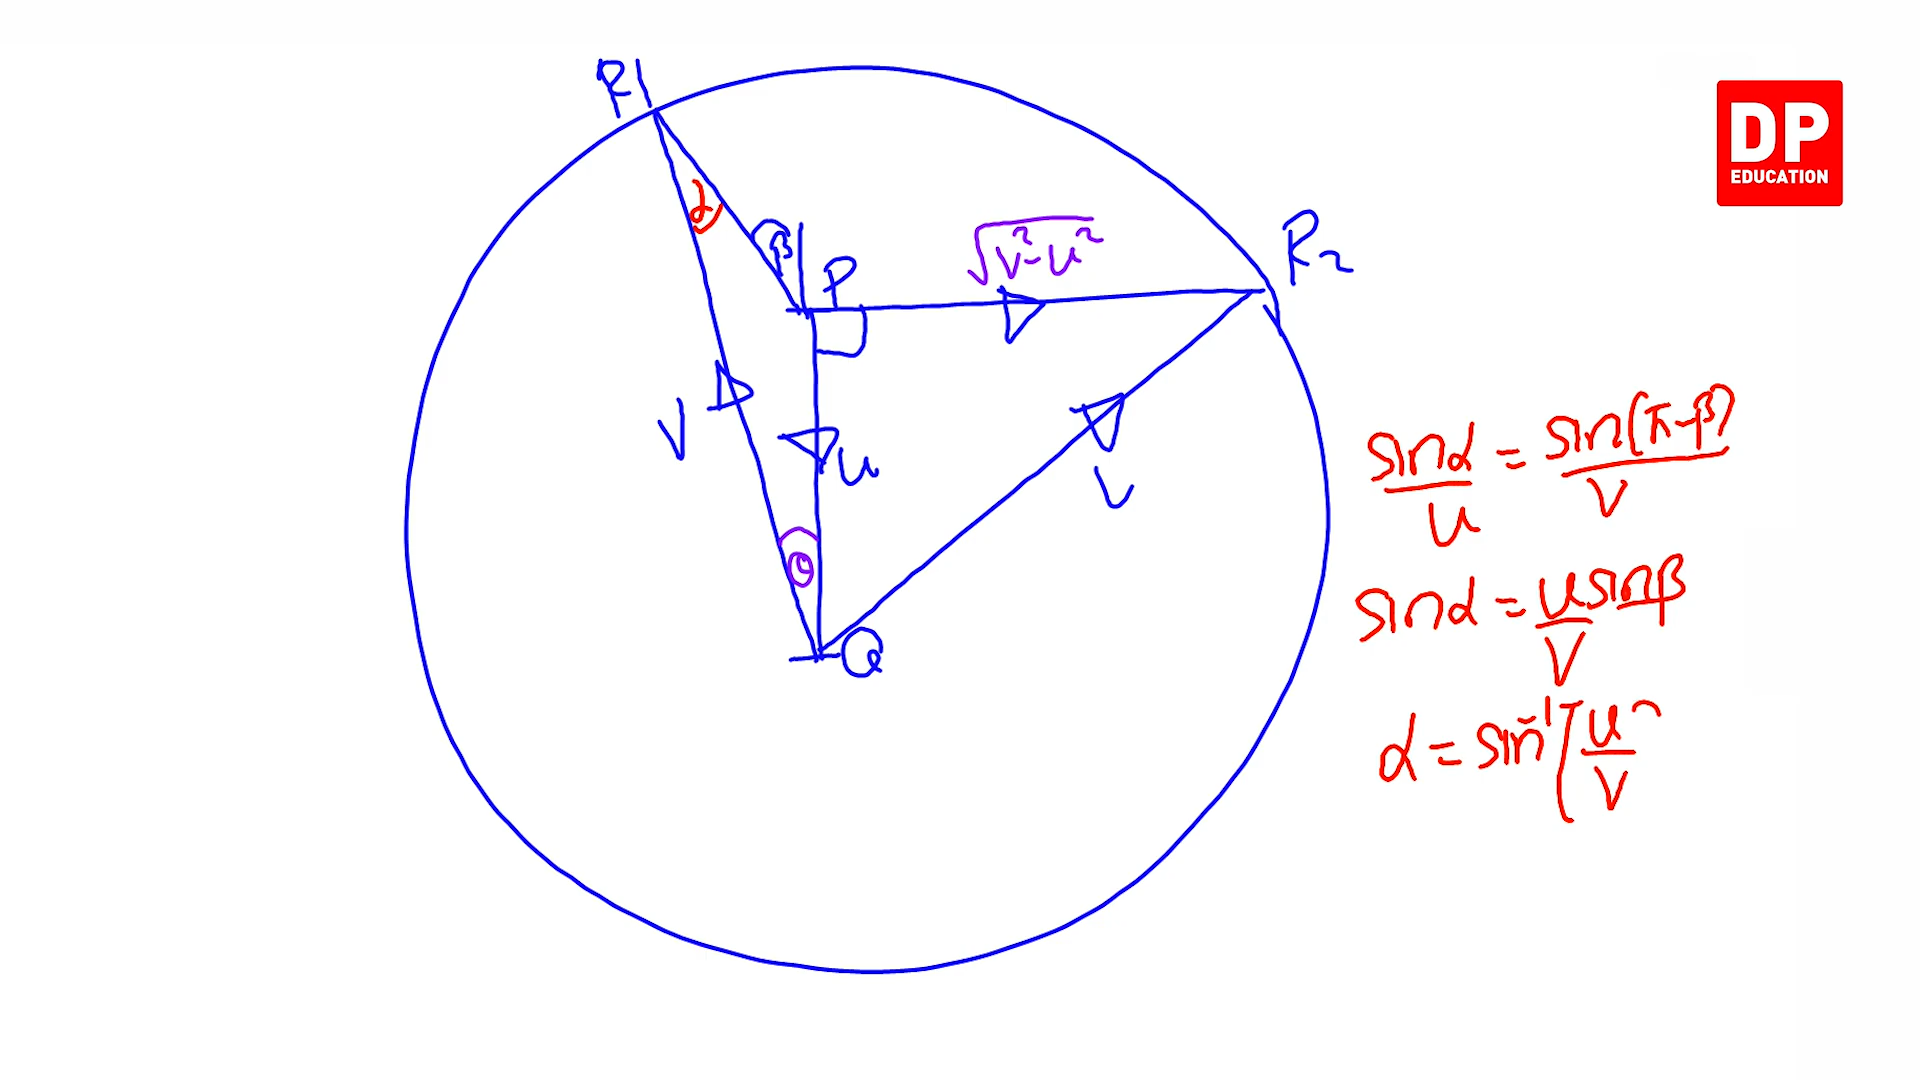 R1
DP
EDUCATION
α
β
P
√V²-u²
R2
V
u
V
θ
Q
sinα/u = sin(π-β)/V
sinα = u sinβ/V
α = sin⁻¹(u/V